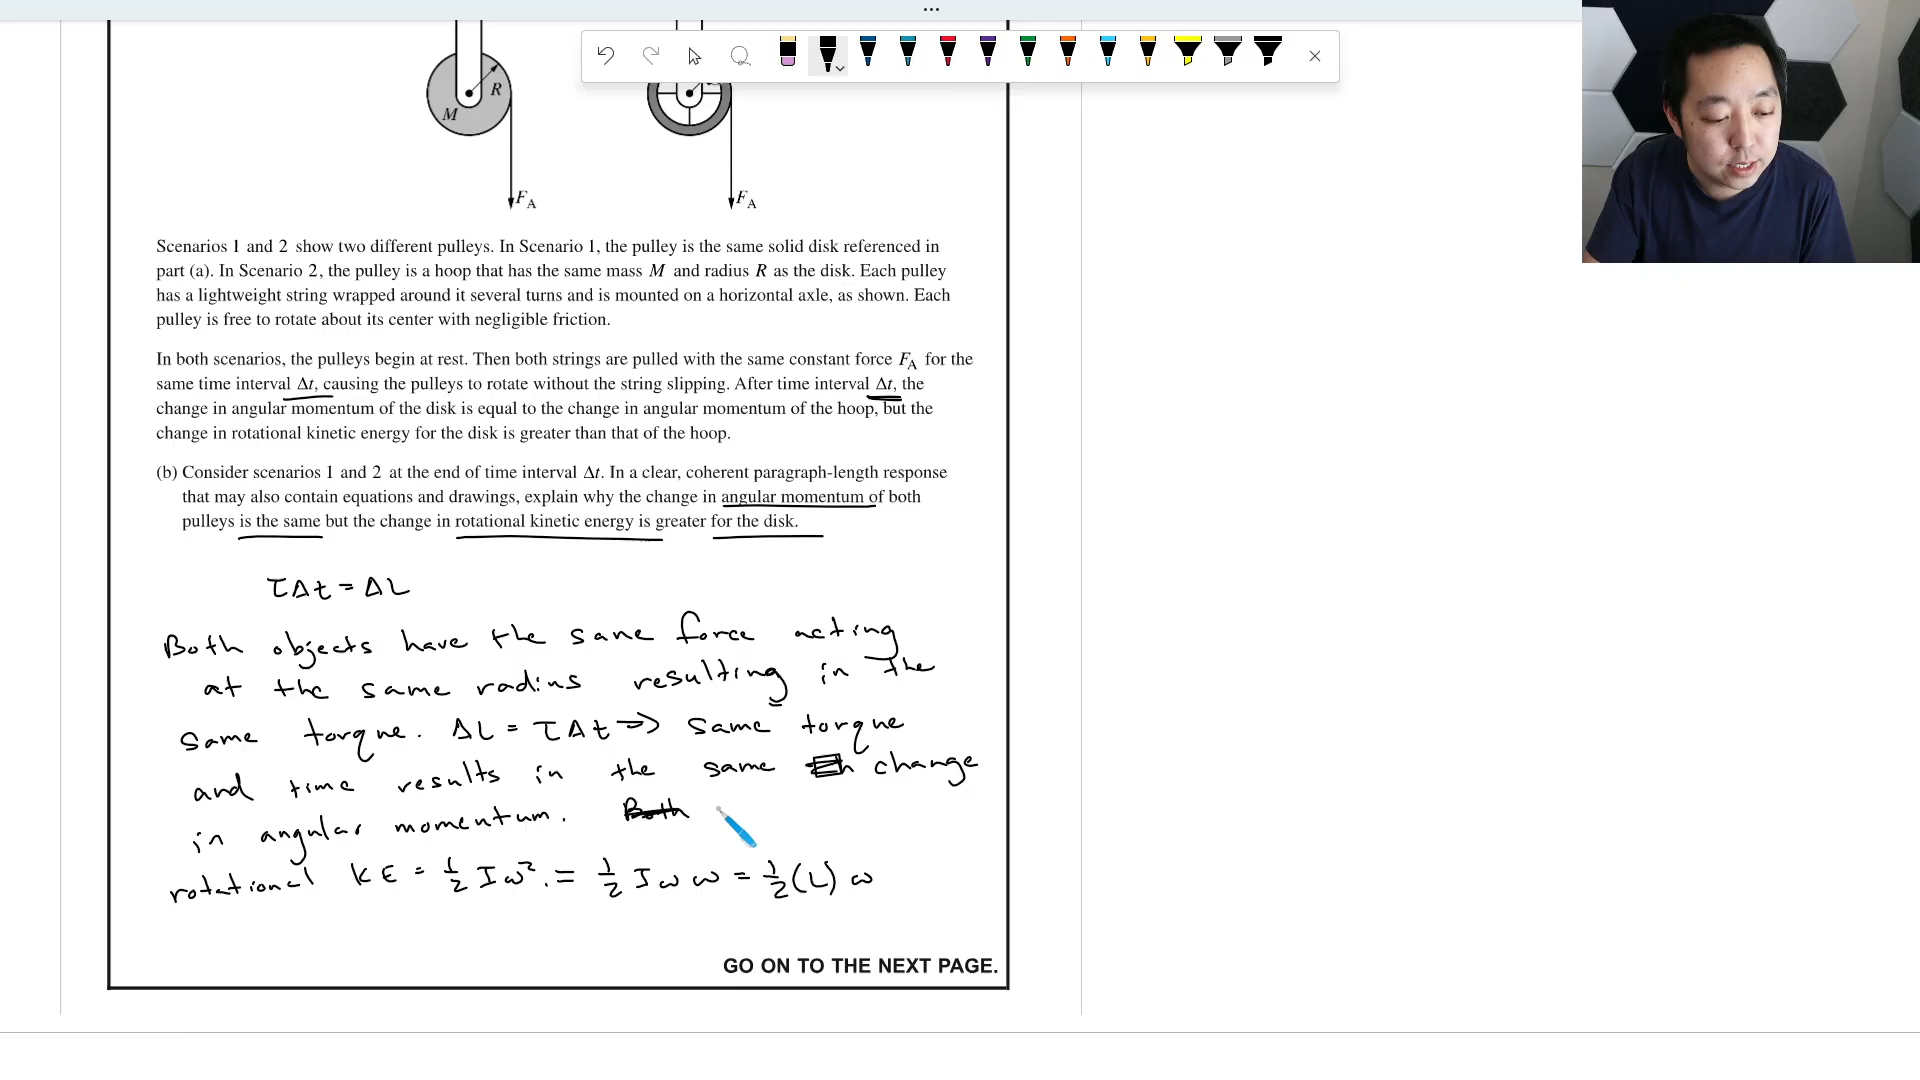 ...
R
M
F_A
F_A
Scenarios 1 and 2 show two different pulleys. In Scenario 1, the pulley is the same solid disk referenced in
part (a). In Scenario 2, the pulley is a hoop that has the same mass M and radius R as the disk. Each pulley
has a lightweight string wrapped around it several turns and is mounted on a horizontal axle, as shown. Each
pulley is free to rotate about its center with negligible friction.
In both scenarios, the pulleys begin at rest. Then both strings are pulled with the same constant force F_A for the
same time interval Δt, causing the pulleys to rotate without the string slipping. After time interval Δt, the
change in angular momentum of the disk is equal to the change in angular momentum of the hoop, but the
change in rotational kinetic energy for the disk is greater than that of the hoop.
(b) Consider scenarios 1 and 2 at the end of time interval Δt. In a clear, coherent paragraph-length response
that may also contain equations and drawings, explain why the change in angular momentum of both
pulleys is the same but the change in rotational kinetic energy is greater for the disk.
τΔt = ΔL
Both objects have the same force acting
at the same radius resulting in the
same torque. ΔL = τΔt => same torque
and time results in the same change
in angular momentum. Both
rotational KE = 1/2 Iω². = 1/2 Iω ω = 1/2 (L) ω
GO ON TO THE NEXT PAGE.